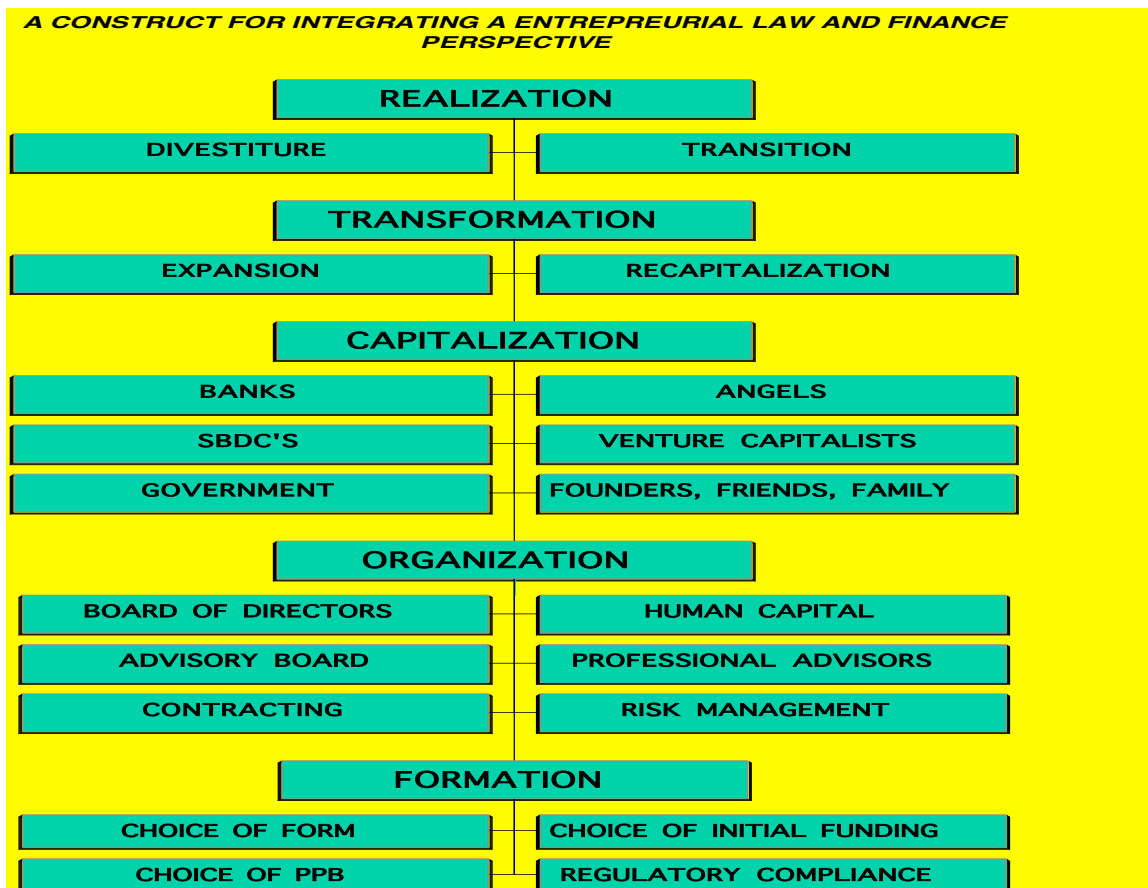 A CONSTRUCT FOR INTEGRATING A ENTREPREURIAL LAW AND FINANCE
PERSPECTIVE
REALIZATION
DIVESTITURE
TRANSITION
TRANSFORMATION
EXPANSION
RECAPITALIZATION
CAPITALIZATION
BANKS
ANGELS
SBDC'S
VENTURE CAPITALISTS
GOVERNMENT
FOUNDERS, FRIENDS, FAMILY
ORGANIZATION
BOARD OF DIRECTORS
HUMAN CAPITAL
ADVISORY BOARD
PROFESSIONAL ADVISORS
CONTRACTING
RISK MANAGEMENT
FORMATION
CHOICE OF FORM
CHOICE OF INITIAL FUNDING
CHOICE OF PPB
REGULATORY COMPLIANCE